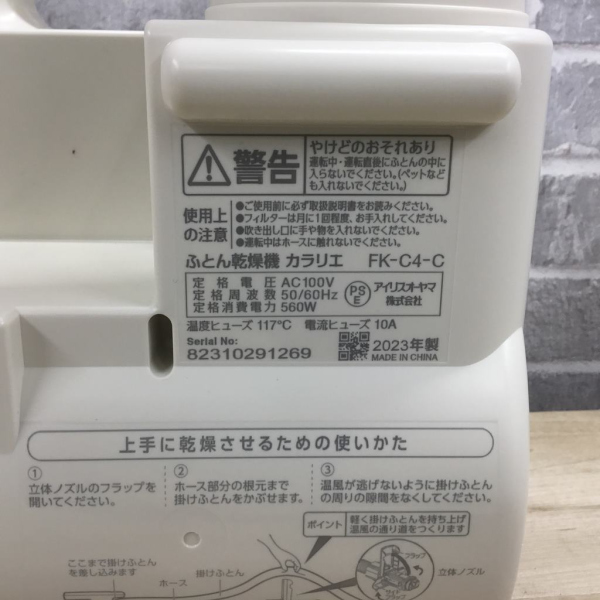 警告
やけどのおそれあり
運転中・運転直後にふとんの中に
入らないでください。(ペットなど
も入れないでください。)
使用上
の注意
●ご使用前に必ず取扱説明書をお読みください。
●フィルターは月に1回程度、お手入れしてください。
●吹き出し口に手や物を入れないでください。
●運転中はホースに触れないでください。
ふとん乾燥機 カラリエ FK-C4-C
定格電圧 AC100V
定格周波数 50/60Hz
定格消費電力 560W
PSE
アイリスオーヤマ
株式会社
温度ヒューズ 117℃ 電流ヒューズ 10A
Serial No:
82310291269
2023年製
MADE IN CHINA
上手に乾燥させるための使いかた
①
立体ノズルのフラップを
開いてください。
②
ホース部分の根元まで
掛けふとんをかぶせます。
③
温風が逃げないように掛けふとん
の周りの隙間をなくしてください。
ポイント
軽く掛けふとんを持ち上げ
温風の通り道をつくります
ここまで掛けふとん
を差し込みます
ホース
掛けふとん
フラップ
立体ノズル